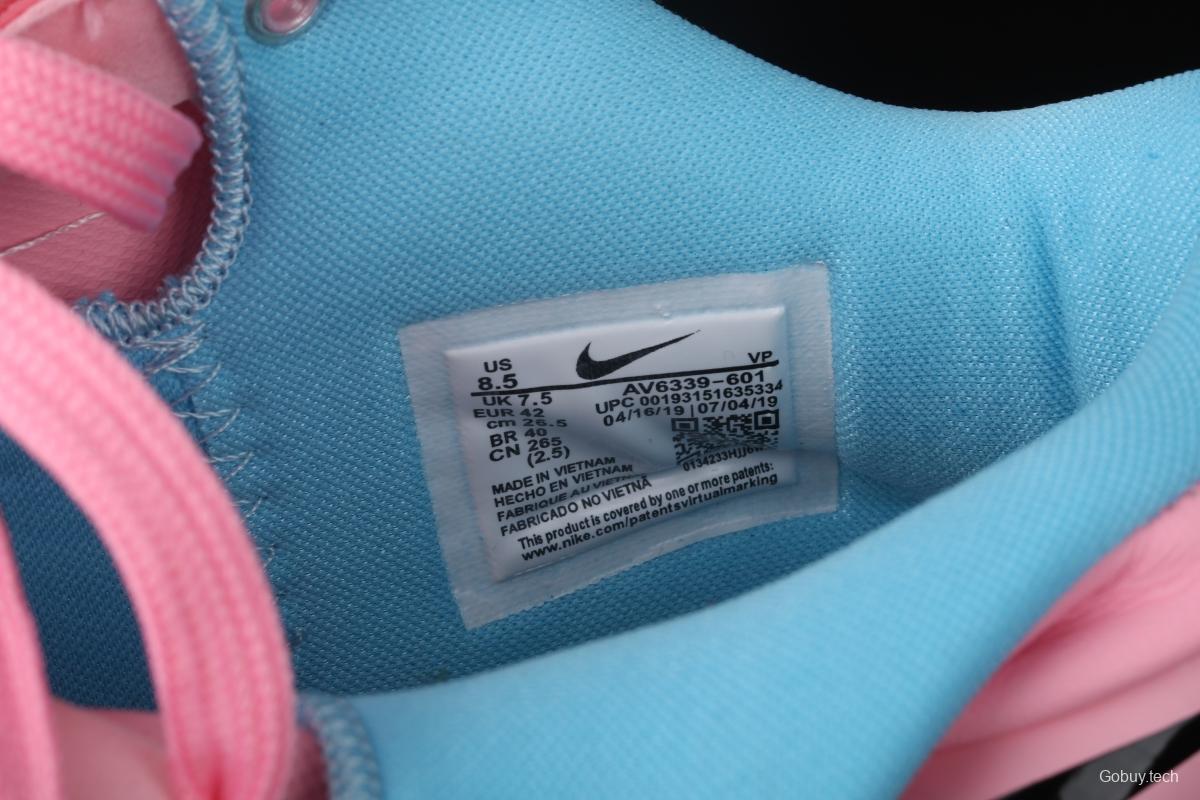 US
8.5
VP
UK 7.5
AV6339-601
EUR 42
UPC 00193151635334
cm 26.5
04/16/19 | 07/04/19
BR 40
CN 265
(2.5)
MADE IN VIETNAM
HECHO EN VIETNAM
FABRIQUE AU VIETN
FABRICADO NO VIETNÃ
This product is covered by one or more patents:
www.nike.com/patentsvirtualmarking
Gobuy.tech